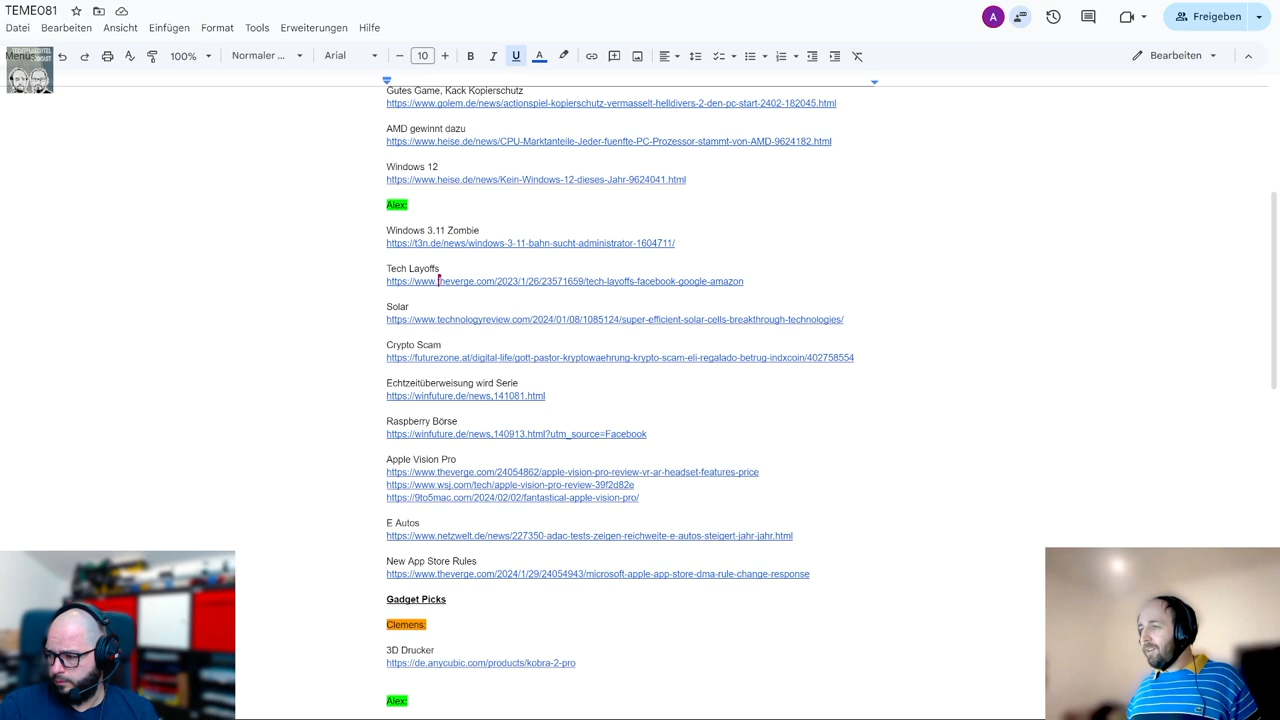 TEME081
Datei Bearbeiten Ansicht Einfügen Format Tools Erweiterungen Hilfe
A
Freigeben
100% Normaler... Arial 10 B I U A
Bearbeiten
Gutes Game, Kack Kopierschutz
https://www.golem.de/news/actionspiel-kopierschutz-vermasselt-helldivers-2-den-pc-start-2402-182045.html
AMD gewinnt dazu
https://www.heise.de/news/CPU-Marktanteile-Jeder-fuenfte-PC-Prozessor-stammt-von-AMD-9624182.html
Windows 12
https://www.heise.de/news/Kein-Windows-12-dieses-Jahr-9624041.html
Alex:
Windows 3.11 Zombie
https://t3n.de/news/windows-3-11-bahn-sucht-administrator-1604711/
Tech Layoffs
https://www.theverge.com/2023/1/26/23571659/tech-layoffs-facebook-google-amazon
Solar
https://www.technologyreview.com/2024/01/08/1085124/super-efficient-solar-cells-breakthrough-technologies/
Crypto Scam
https://futurezone.at/digital-life/gott-pastor-kryptowaehrung-krypto-scam-eli-regalado-betrug-indxcoin/402758554
Echtzeitüberweisung wird Serie
https://winfuture.de/news,141081.html
Raspberry Börse
https://winfuture.de/news,140913.html?utm_source=Facebook
Apple Vision Pro
https://www.theverge.com/24054862/apple-vision-pro-review-vr-ar-headset-features-price
https://www.wsj.com/tech/apple-vision-pro-review-39f2d82e
https://9to5mac.com/2024/02/02/fantastical-apple-vision-pro/
E Autos
https://www.netzwelt.de/news/227350-adac-tests-zeigen-reichweite-e-autos-steigert-jahr-jahr.html
New App Store Rules
https://www.theverge.com/2024/1/29/24054943/microsoft-apple-app-store-dma-rule-change-response
Gadget Picks
Clemens:
3D Drucker
https://de.anycubic.com/products/kobra-2-pro
Alex: